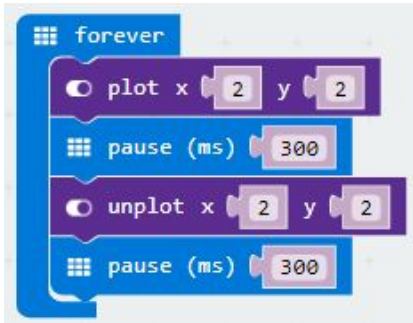 forever
plot x 2 y 2
pause (ms) 300
unplot x 2 y 2
pause (ms) 300